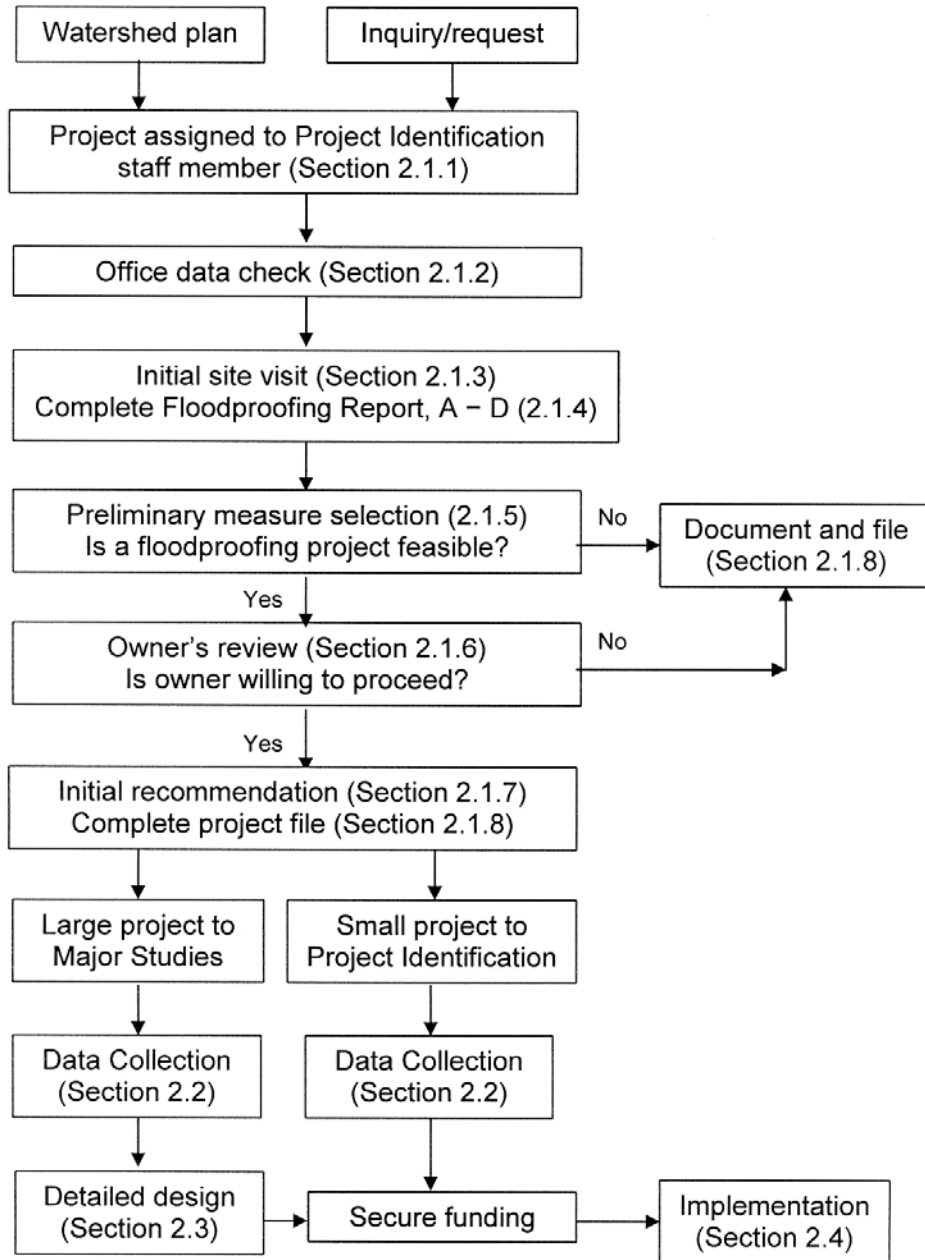 Watershed plan
Inquiry/request
Project assigned to Project Identification
staff member (Section 2.1.1)
Office data check (Section 2.1.2)
Initial site visit (Section 2.1.3)
Complete Floodproofing Report, A – D (2.1.4)
Preliminary measure selection (2.1.5)
Is a floodproofing project feasible?
No
Document and file
(Section 2.1.8)
Yes
Owner’s review (Section 2.1.6)
Is owner willing to proceed?
No
Yes
Initial recommendation (Section 2.1.7)
Complete project file (Section 2.1.8)
Large project to
Major Studies
Small project to
Project Identification
Data Collection
(Section 2.2)
Data Collection
(Section 2.2)
Detailed design
(Section 2.3)
Secure funding
Implementation
(Section 2.4)